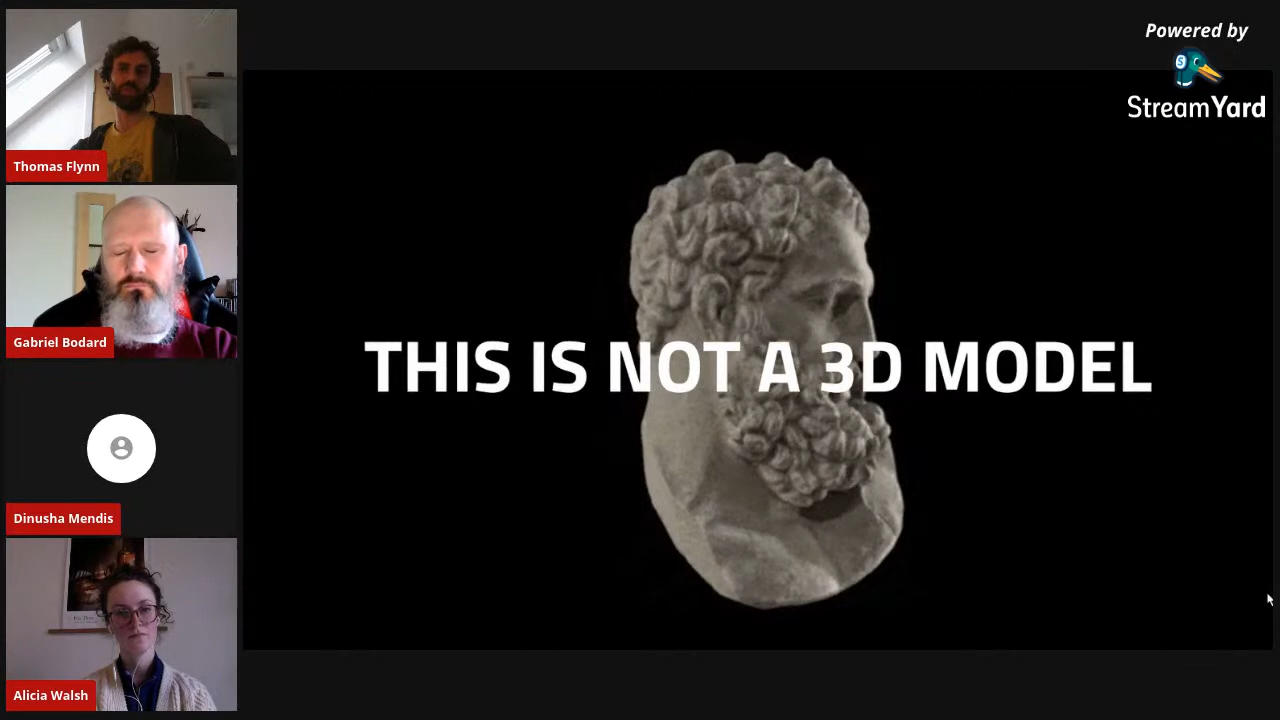 Powered by
StreamYard
Thomas Flynn
Gabriel Bodard
THIS IS NOT A 3D MODEL
Dinusha Mendis
Alicia Walsh